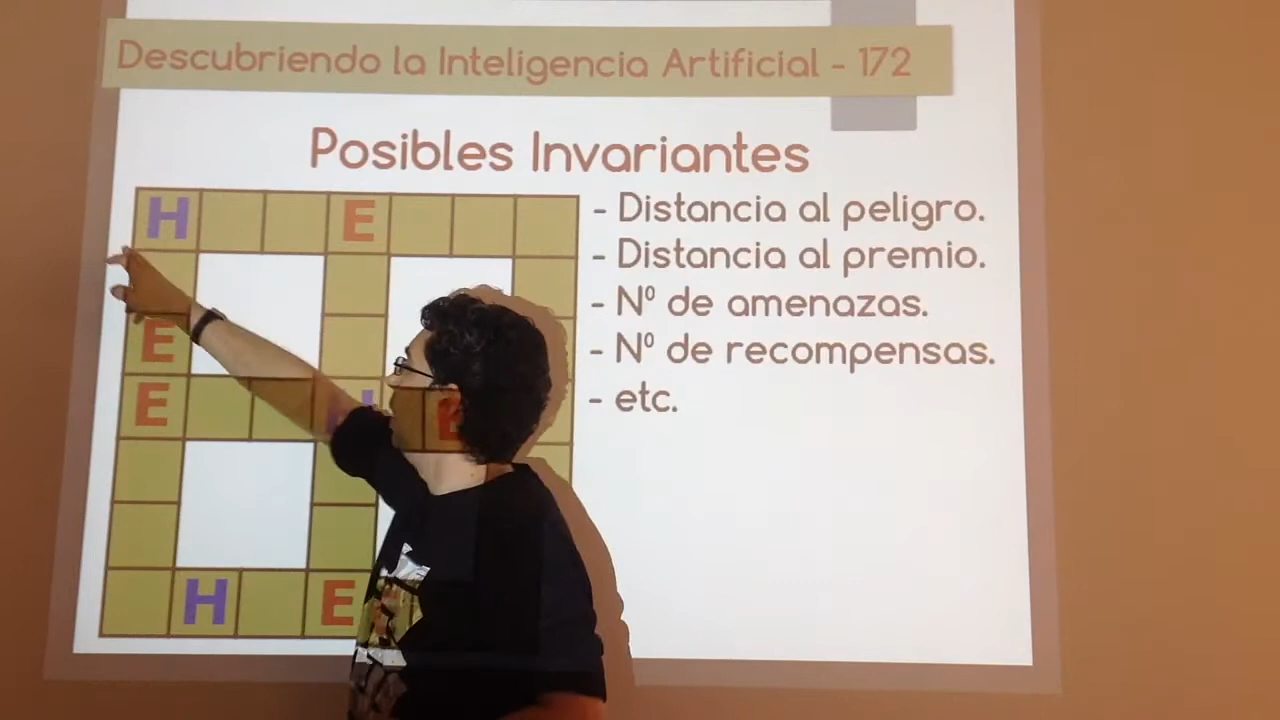 Descubriendo la Inteligencia Artificial - 172
Posibles Invariantes
H E
E
E H E
H E
- Distancia al peligro.
- Distancia al premio.
- Nº de amenazas.
- Nº de recompensas.
- etc.